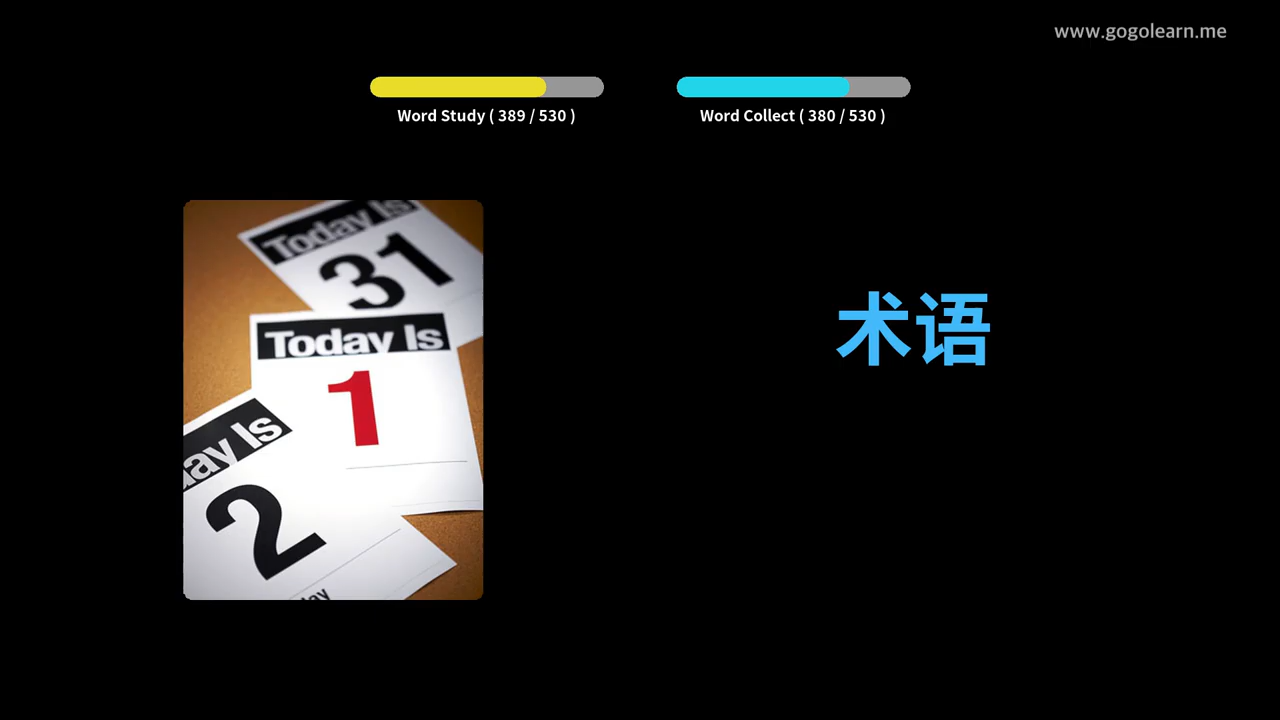 www.gogolearn.me
Word Study ( 389 / 530 )
Word Collect ( 380 / 530 )
Today Is
31
Today Is
1
术语
ay Is
2
ay